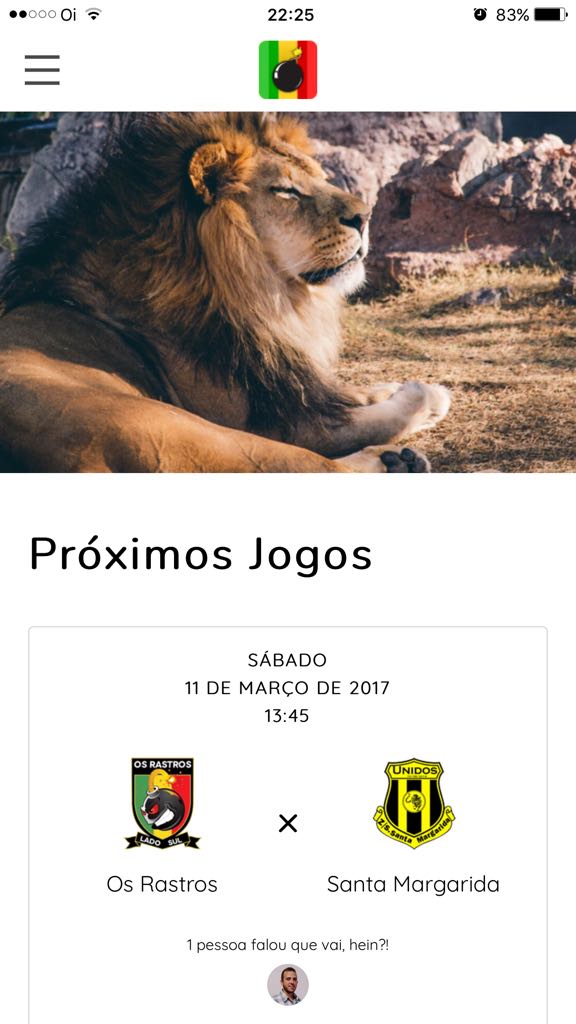 Oi
22:25
83%
Próximos Jogos
SÁBADO
11 DE MARÇO DE 2017
13:45
OS RASTROS
LADO SUL
UNIDOS
Z/S. Santa Margarida
Os Rastros
Santa Margarida
1 pessoa falou que vai, hein?!